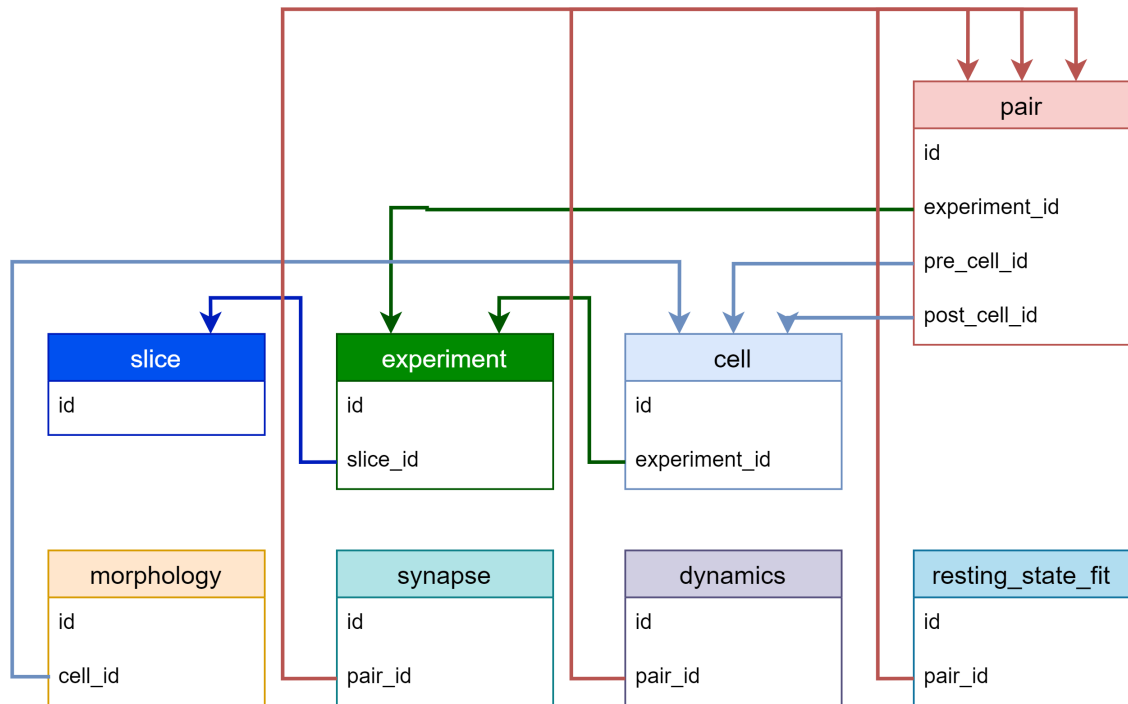 pair
id
experiment_id
pre_cell_id
post_cell_id
slice
id
experiment
id
slice_id
cell
id
experiment_id
morphology
id
cell_id
synapse
id
pair_id
dynamics
id
pair_id
resting_state_fit
id
pair_id